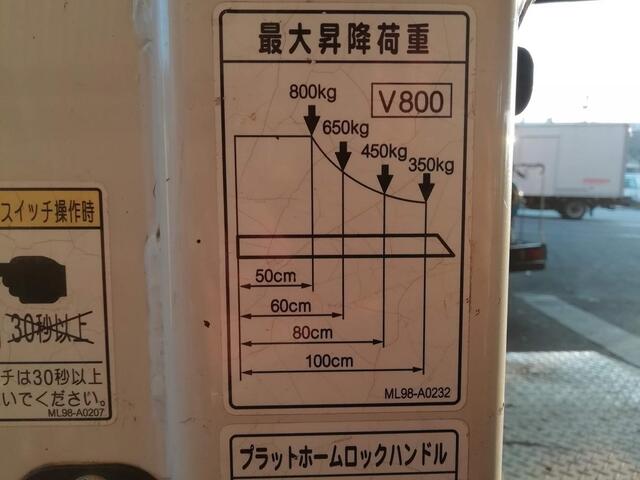 最大昇降荷重
V800
800kg
650kg
450kg
350kg
50cm
60cm
80cm
100cm
ML98-A0232
スイッチ操作時
30秒以上
チは30秒以上
いでください。
ML98-A0207
プラットホームロックハンドル